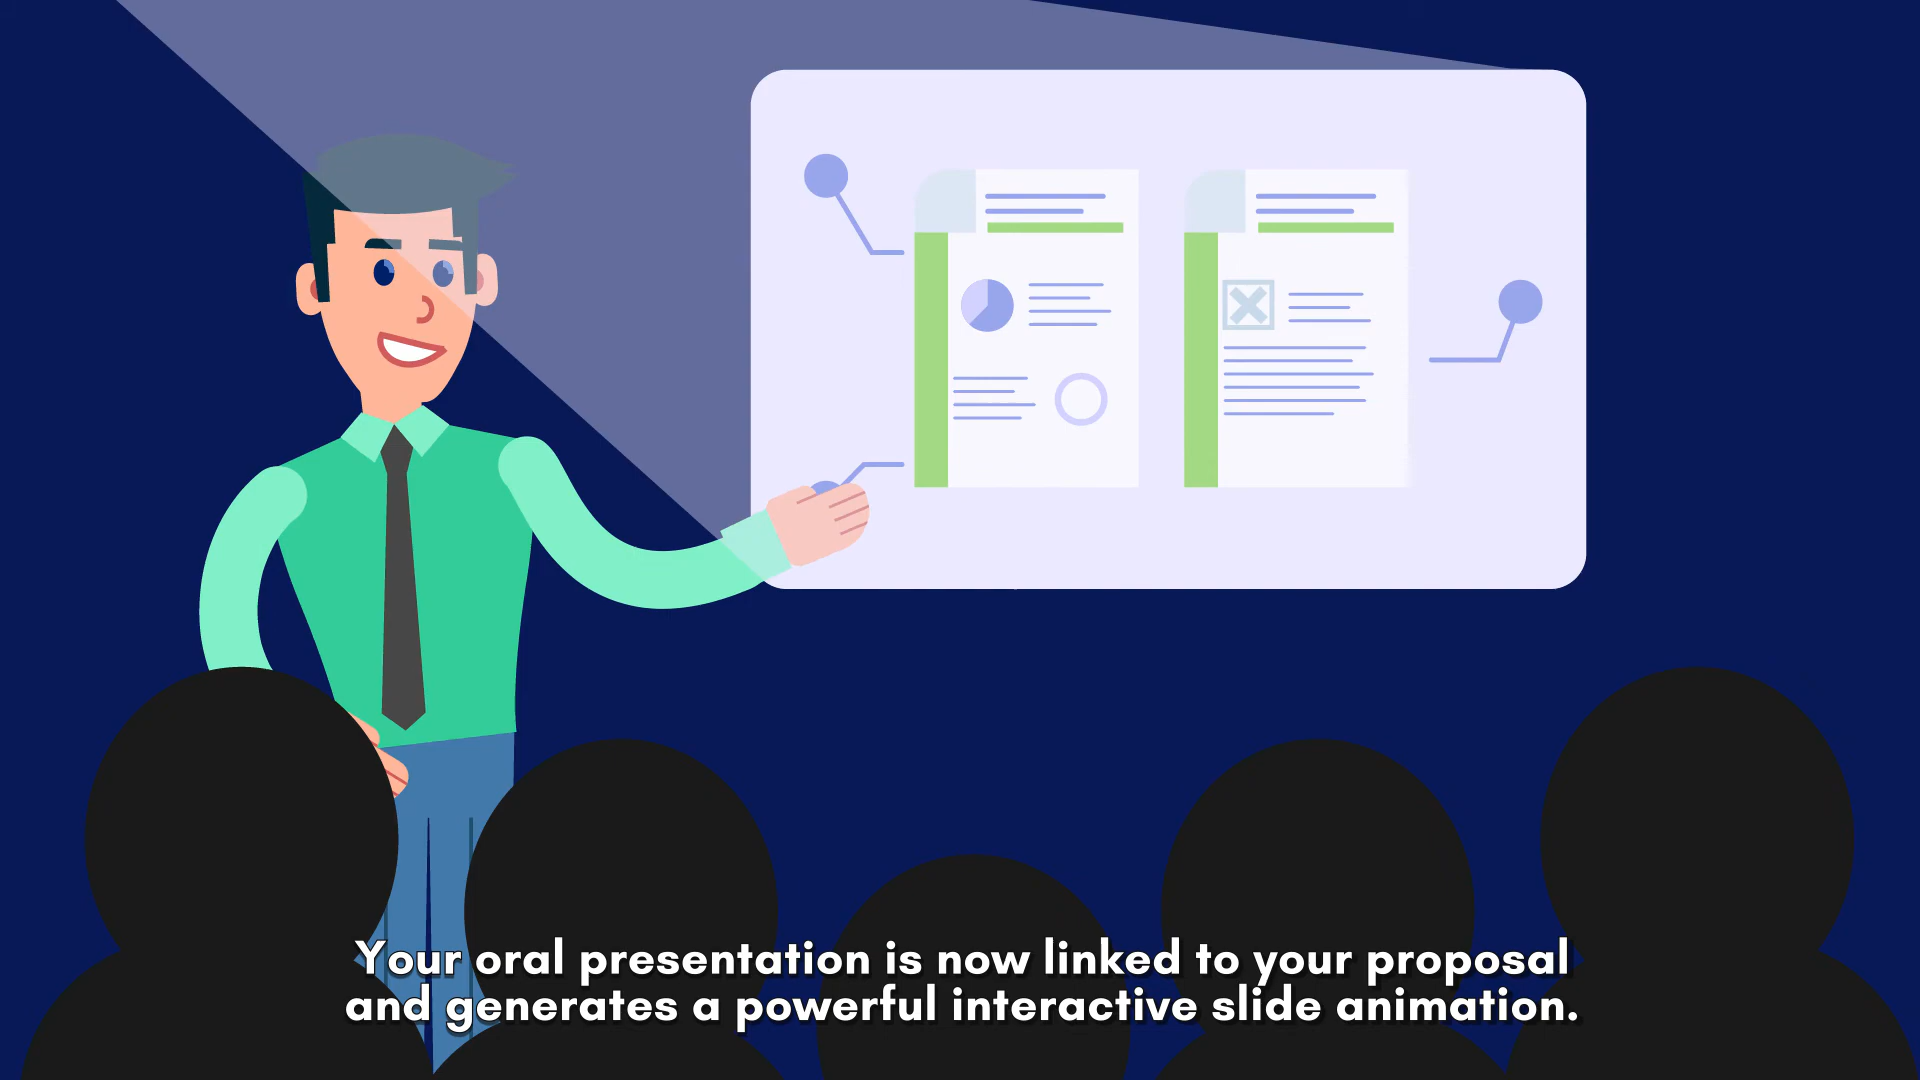 Your oral presentation is now linked to your proposal
and generates a powerful interactive slide animation.